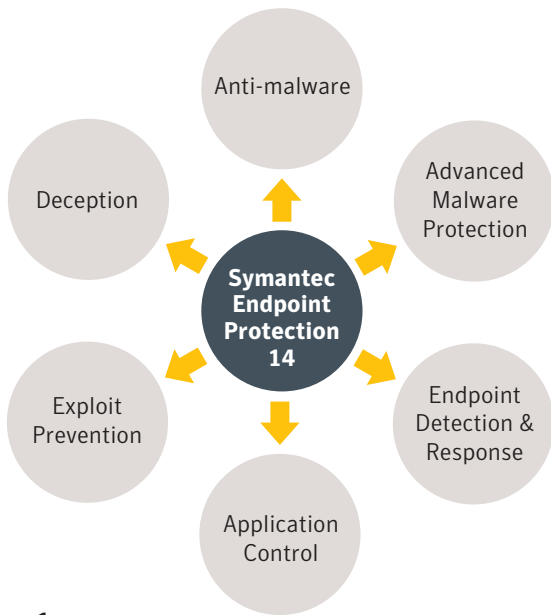 Anti-malware
Deception
Advanced
Malware
Protection
Symantec
Endpoint
Protection
14
Exploit
Prevention
Endpoint
Detection &
Response
Application
Control